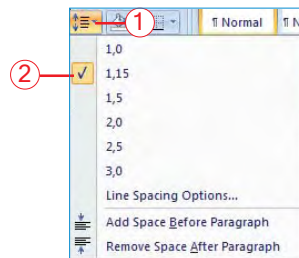 1 ¶ Normal ¶ N
2
1,0
1,15
1,5
2,0
2,5
3,0
Line Spacing Options...
Add Space Before Paragraph
Remove Space After Paragraph